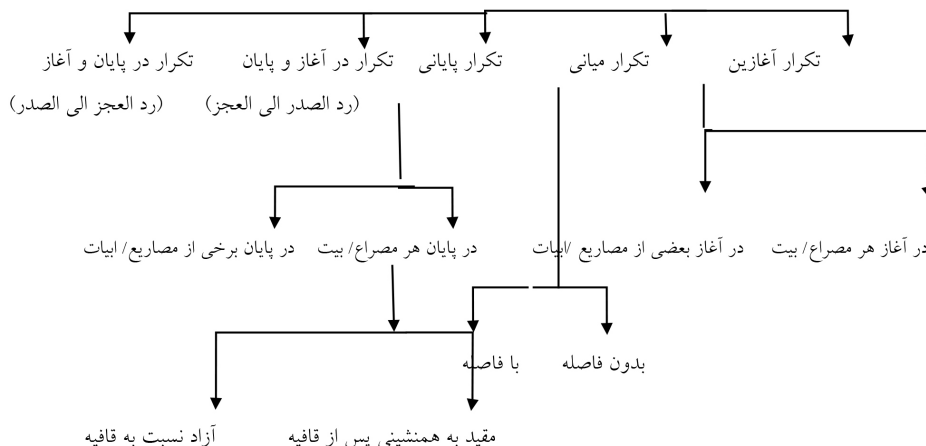 تکرار آغازین تکرار میانی تکرار پایانی تکرار در آغاز و پایان تکرار در پایان و آغاز
(رد الصدر الی العجز) (رد العجز الی الصدر)
در آغاز هر مصراع/ بیت در آغاز بعضی از مصاریع /ابیات در پایان هر مصراع/ بیت در پایان برخی از مصاریع/ ابیات
بدون فاصله با فاصله
مقید به همنشینی پس از قافیه آزاد نسبت به قافیه